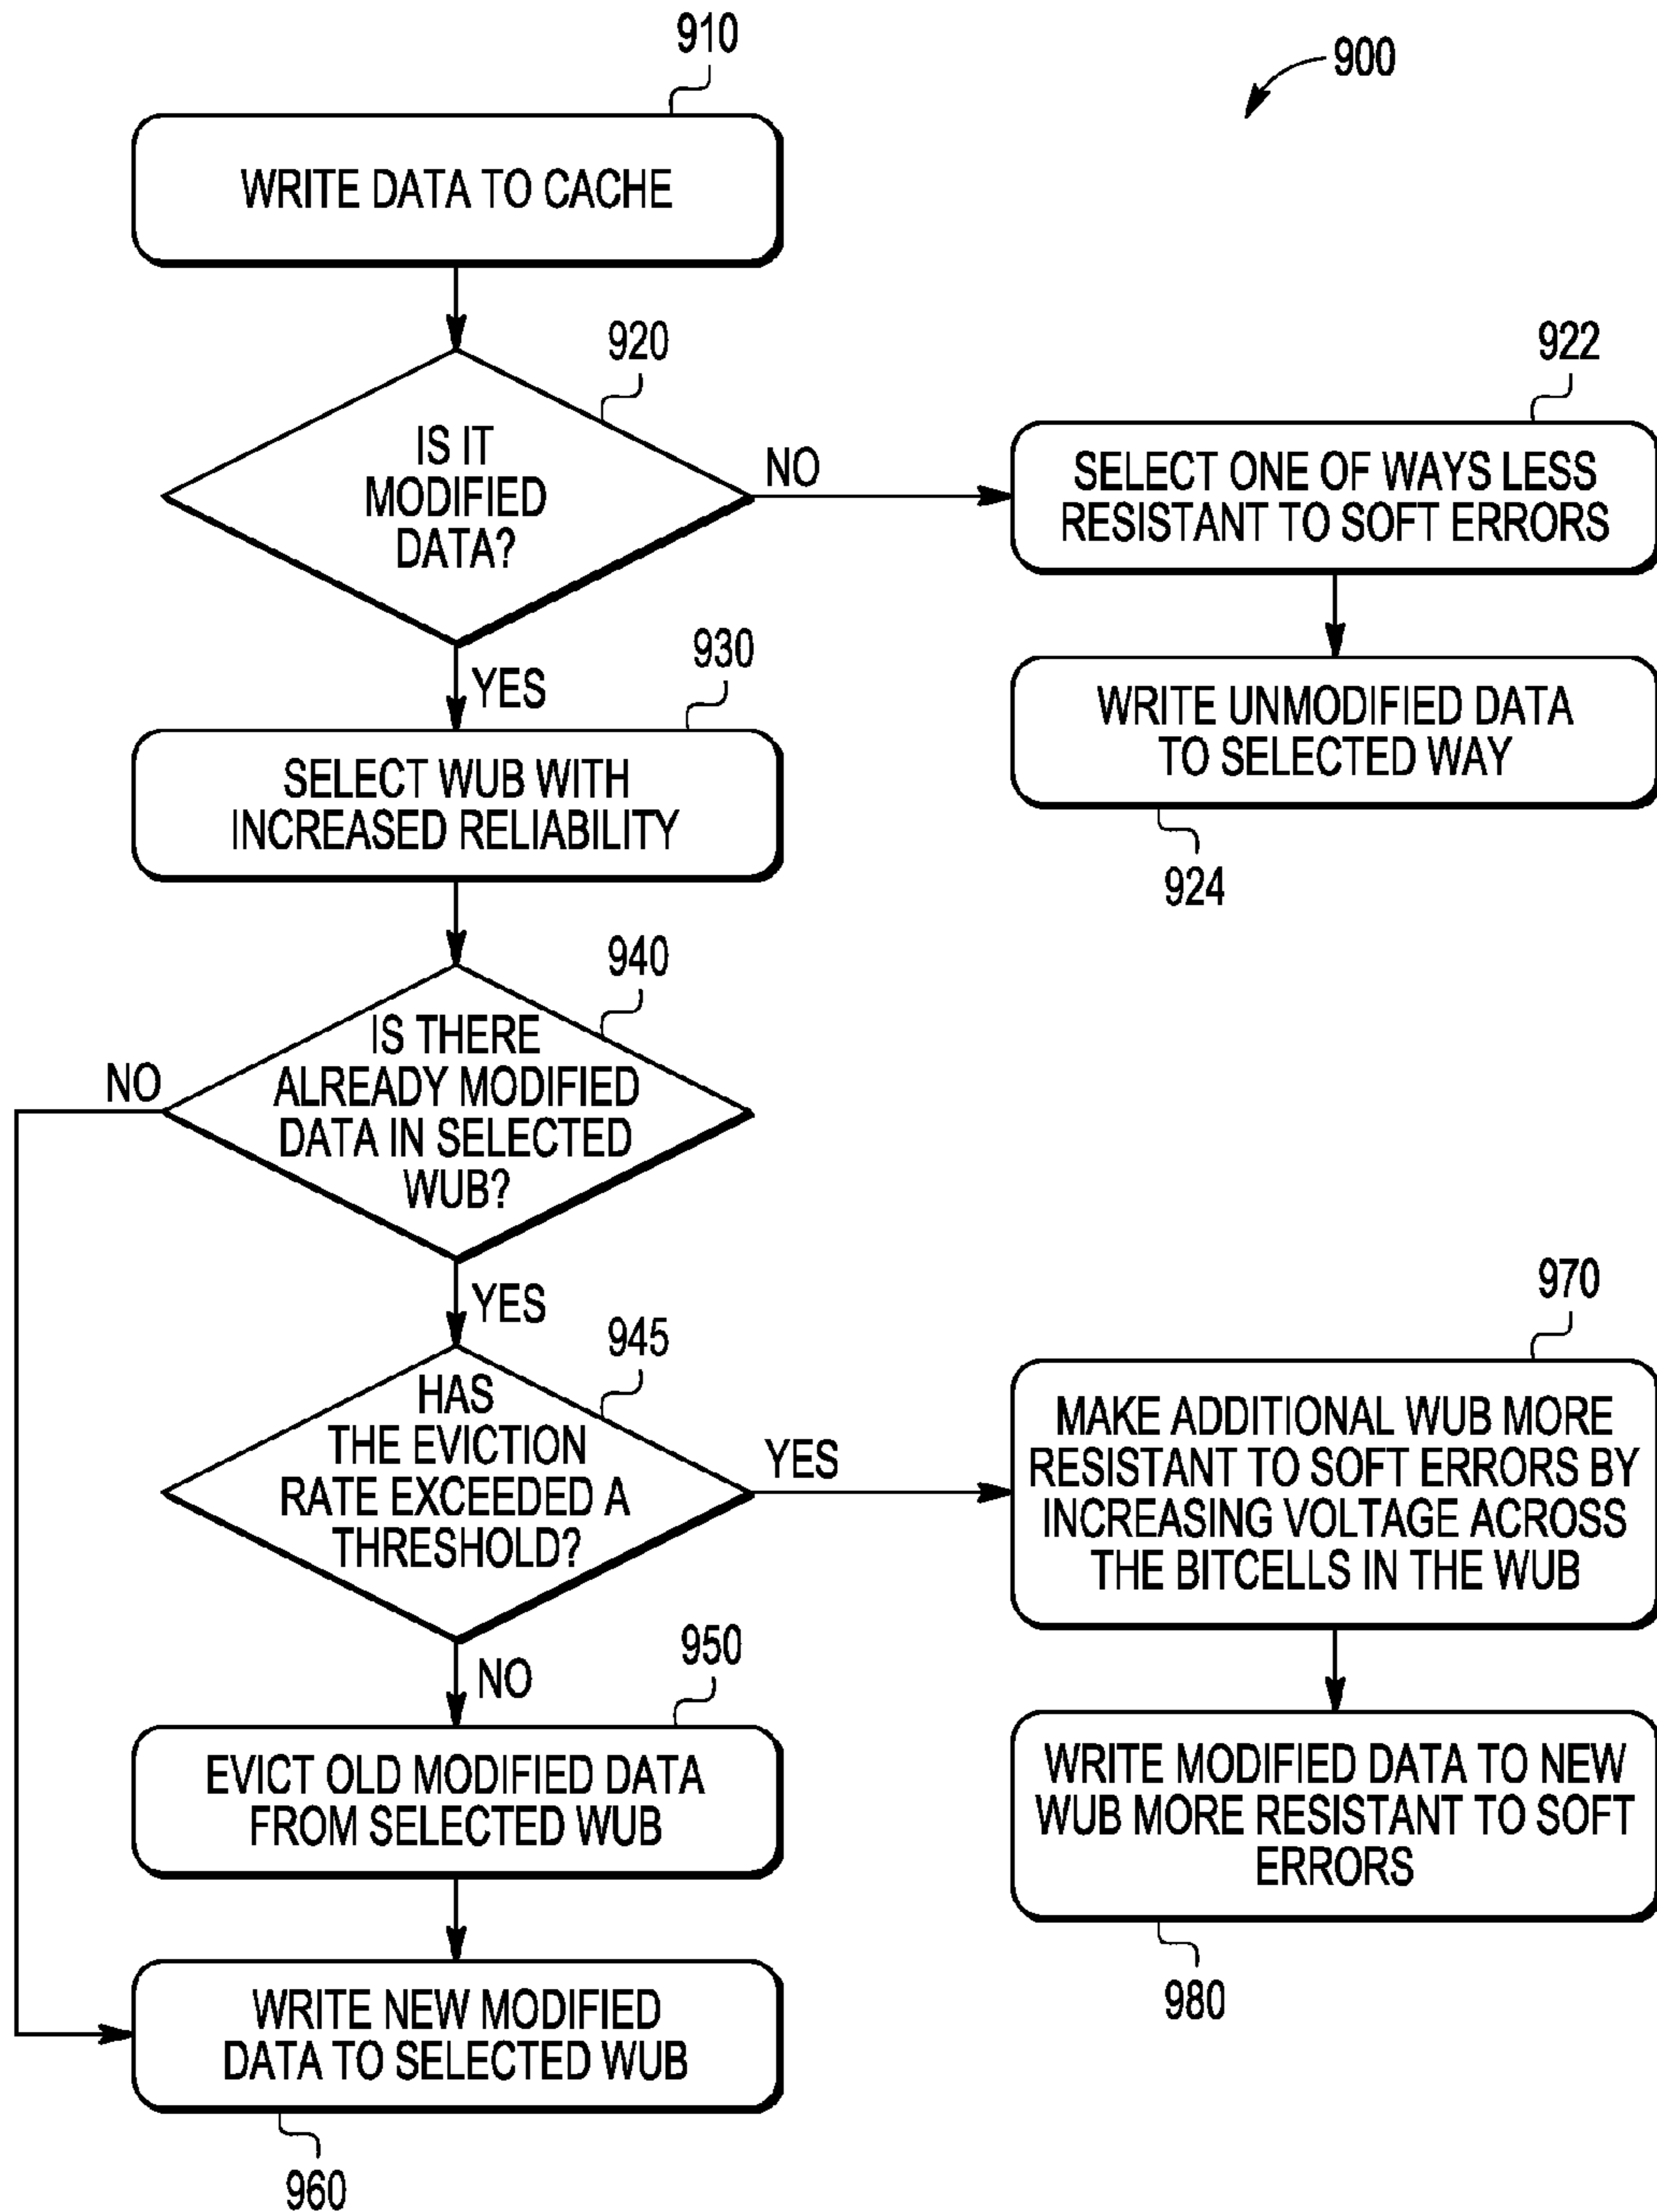 910
900
WRITE DATA TO CACHE
920
922
IS IT
MODIFIED
DATA?
NO
SELECT ONE OF WAYS LESS
RESISTANT TO SOFT ERRORS
YES
930
WRITE UNMODIFIED DATA
TO SELECTED WAY
924
SELECT WUB WITH
INCREASED RELIABILITY
940
IS THERE
ALREADY MODIFIED
DATA IN SELECTED
WUB?
NO
YES
945
970
HAS
THE EVICTION
RATE EXCEEDED A
THRESHOLD?
YES
MAKE ADDITIONAL WUB MORE
RESISTANT TO SOFT ERRORS BY
INCREASING VOLTAGE ACROSS
THE BITCELLS IN THE WUB
NO
950
EVICT OLD MODIFIED DATA
FROM SELECTED WUB
WRITE MODIFIED DATA TO NEW
WUB MORE RESISTANT TO SOFT
ERRORS
980
WRITE NEW MODIFIED
DATA TO SELECTED WUB
960